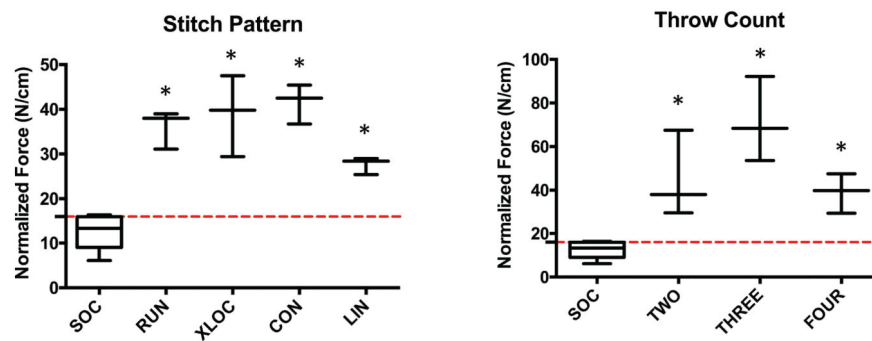 Stitch Pattern
Normalized Force (N/cm)
50
40
30
20
10
0
*
*
*
*
SOC
RUN
XLOC
CON
LIN
Throw Count
Normalized Force (N/cm)
100
80
60
40
20
0
*
*
*
SOC
TWO
THREE
FOUR